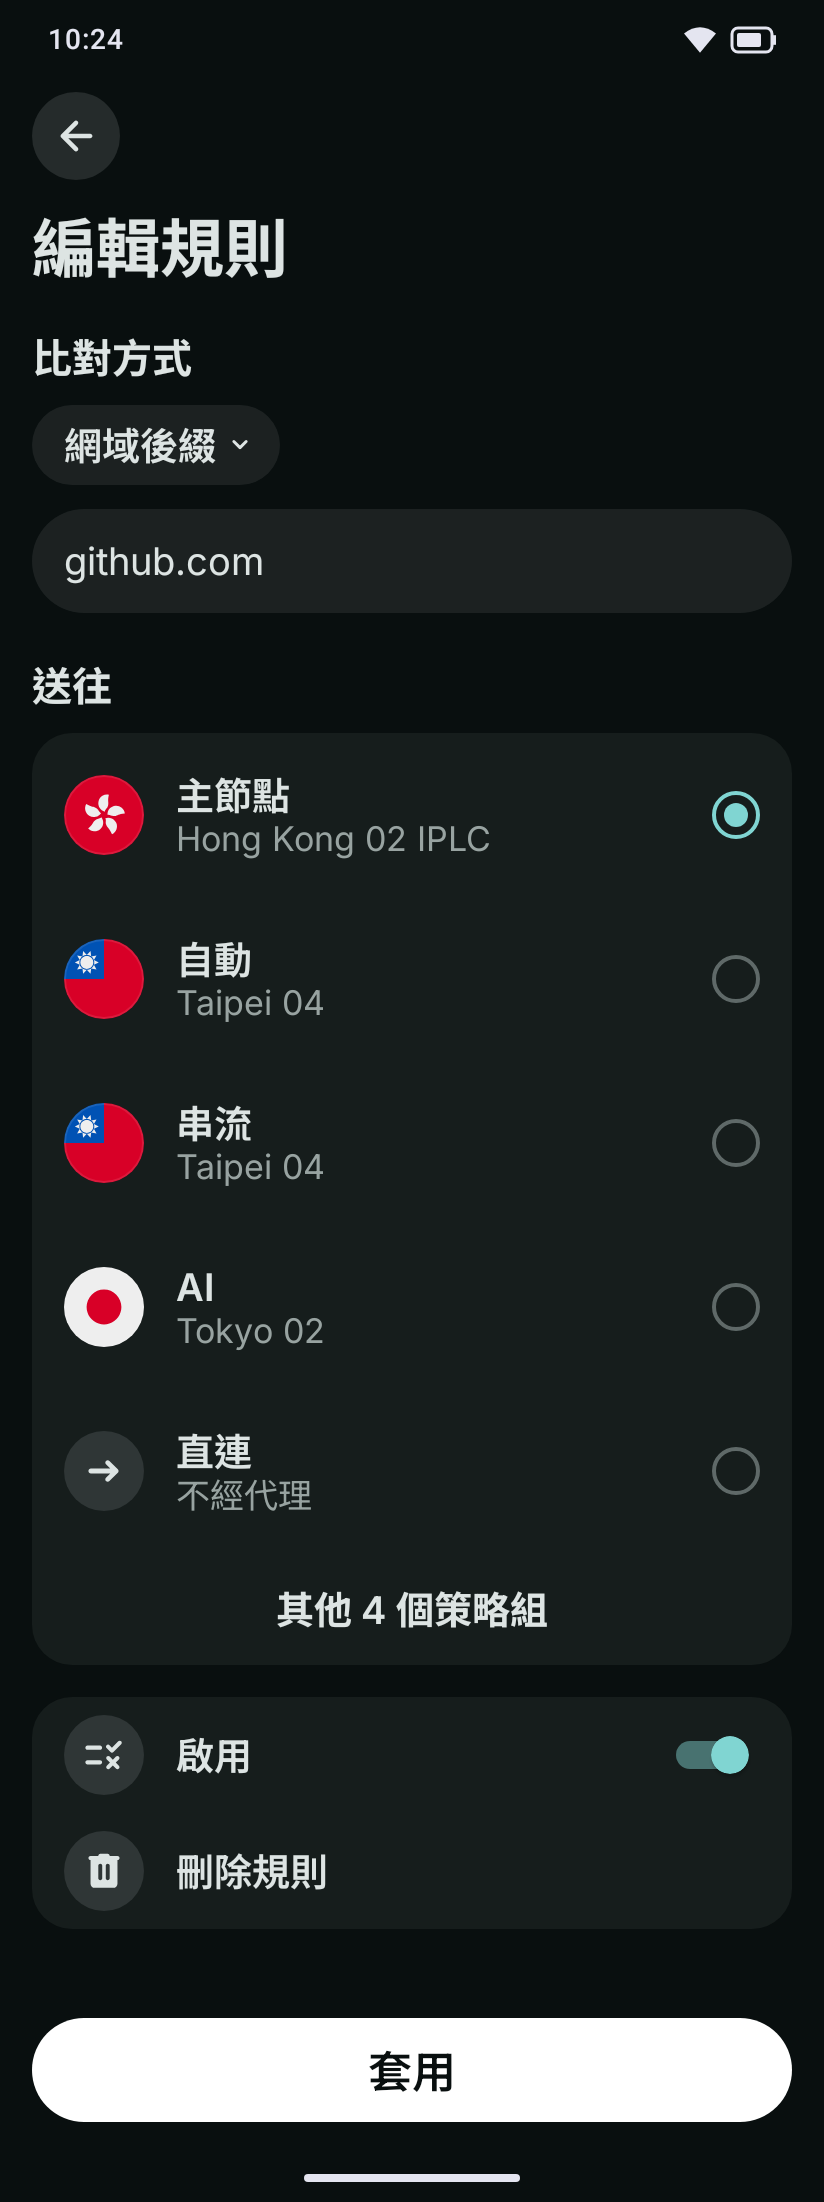 10:24
編輯規則
比對方式
網域後綴
github.com
送往
主節點
Hong Kong 02 IPLC
自動
Taipei 04
串流
Taipei 04
AI
Tokyo 02
直連
不經代理
其他 4 個策略組
啟用
刪除規則
套用